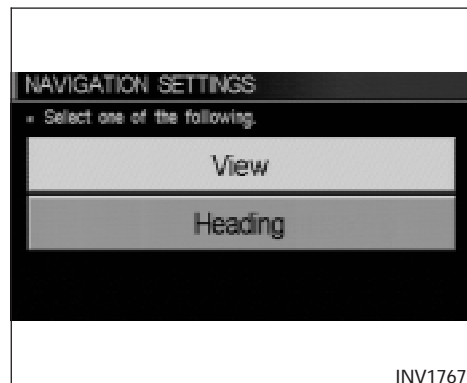 NAVIGATION SETTINGS
▪ Select one of the following.
View
Heading
INV1767